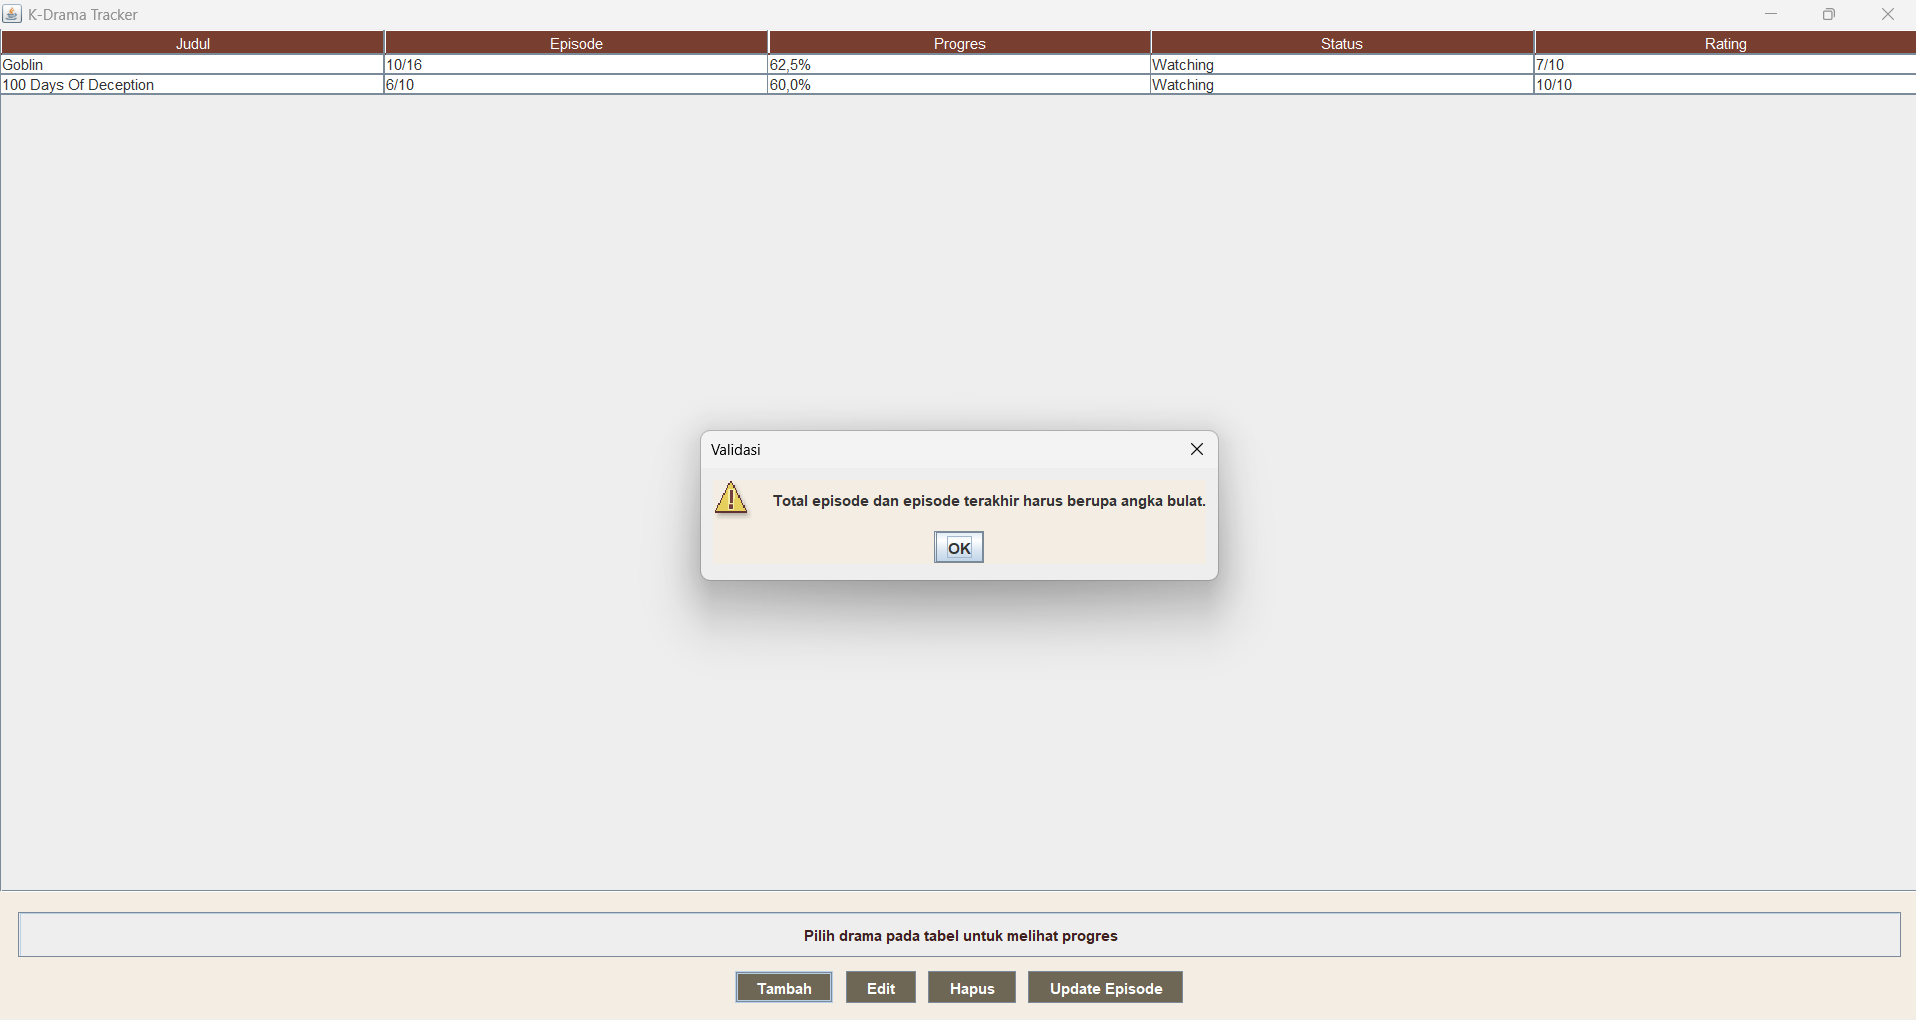 K-Drama Tracker
Judul Episode Progres Status Rating
Goblin 10/16 62,5% Watching 7/10
100 Days Of Deception 6/10 60,0% Watching 10/10
Validasi
Total episode dan episode terakhir harus berupa angka bulat.
OK
Pilih drama pada tabel untuk melihat progres
Tambah Edit Hapus Update Episode